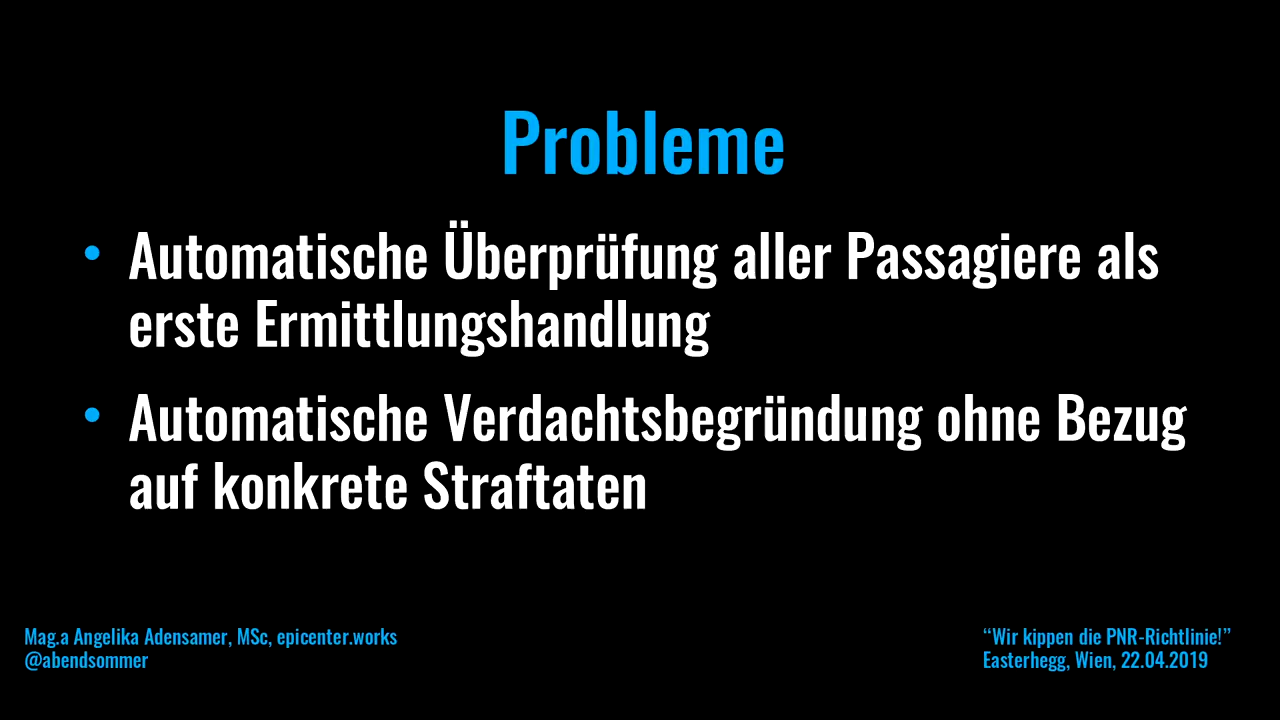 Probleme
• Automatische Überprüfung aller Passagiere als
erste Ermittlungshandlung
• Automatische Verdachtsbegründung ohne Bezug
auf konkrete Straftaten
Mag.a Angelika Adensamer, MSc, epicenter.works
@abendsommer
“Wir kippen die PNR-Richtlinie!”
Easterhegg, Wien, 22.04.2019